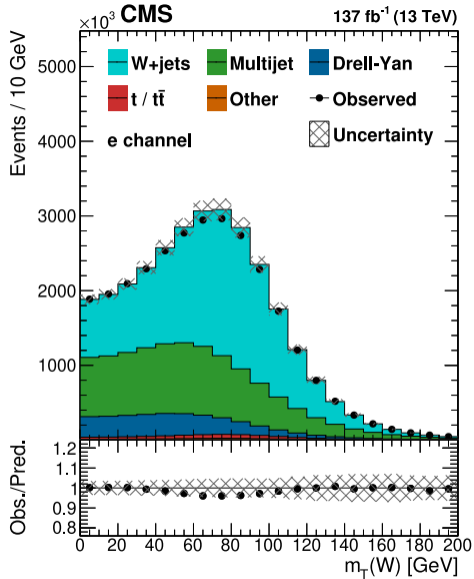 ×10³ CMS 137 fb⁻¹ (13 TeV)
Events / 10 GeV
5000
4000
3000
2000
1000
W+jets Multijet Drell-Yan
t / tt̄ Other Observed
e channel Uncertainty
Obs./Pred.
1.2
1.1
1.0
0.9
0.8
0 20 40 60 80 100 120 140 160 180 200
m_T(W) [GeV]